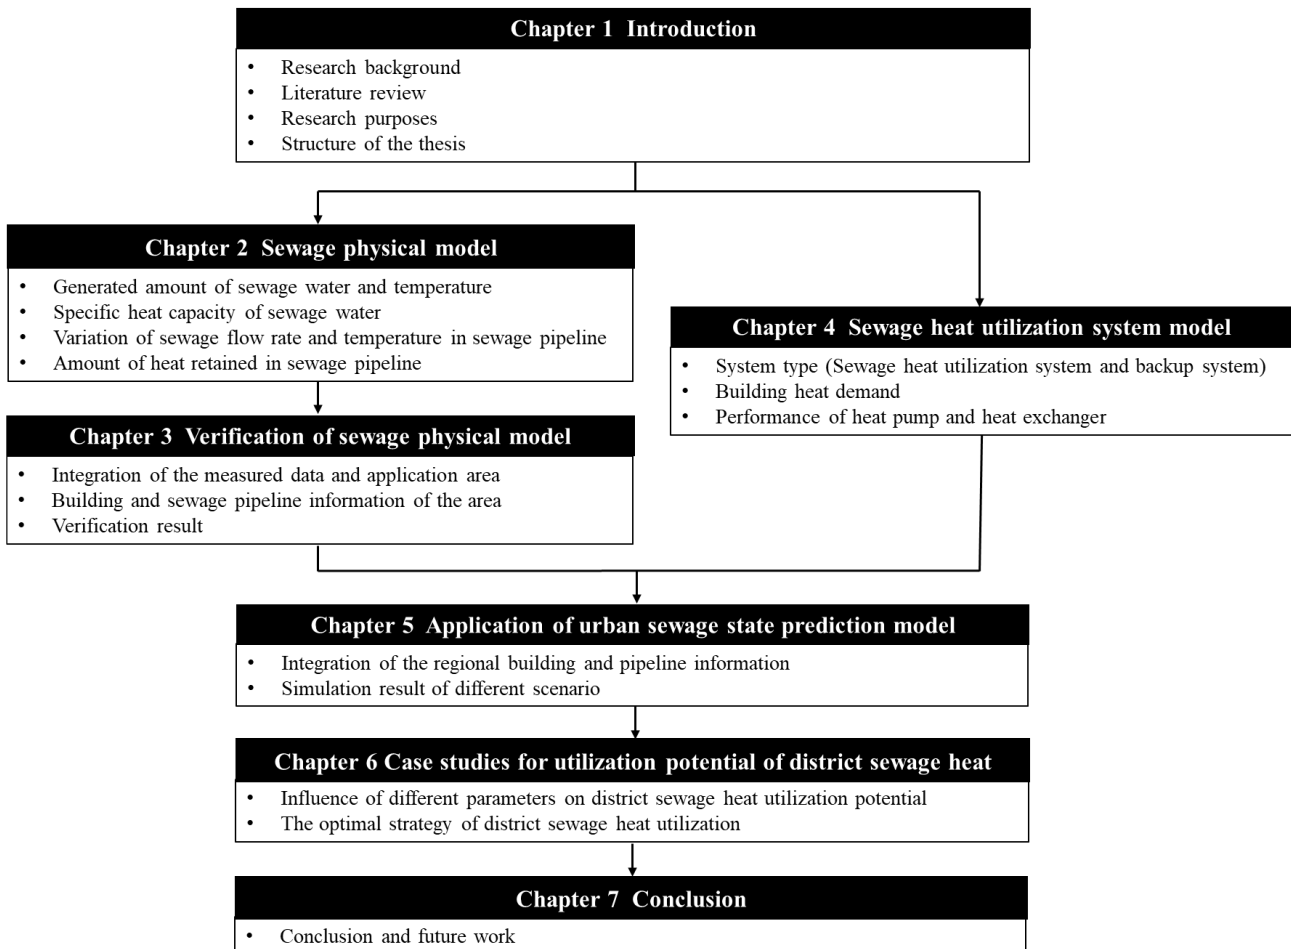 Chapter 1 Introduction
• Research background
• Literature review
• Research purposes
• Structure of the thesis
Chapter 2 Sewage physical model
• Generated amount of sewage water and temperature
• Specific heat capacity of sewage water
• Variation of sewage flow rate and temperature in sewage pipeline
• Amount of heat retained in sewage pipeline
Chapter 3 Verification of sewage physical model
• Integration of the measured data and application area
• Building and sewage pipeline information of the area
• Verification result
Chapter 4 Sewage heat utilization system model
• System type (Sewage heat utilization system and backup system)
• Building heat demand
• Performance of heat pump and heat exchanger
Chapter 5 Application of urban sewage state prediction model
• Integration of the regional building and pipeline information
• Simulation result of different scenario
Chapter 6 Case studies for utilization potential of district sewage heat
• Influence of different parameters on district sewage heat utilization potential
• The optimal strategy of district sewage heat utilization
Chapter 7 Conclusion
• Conclusion and future work